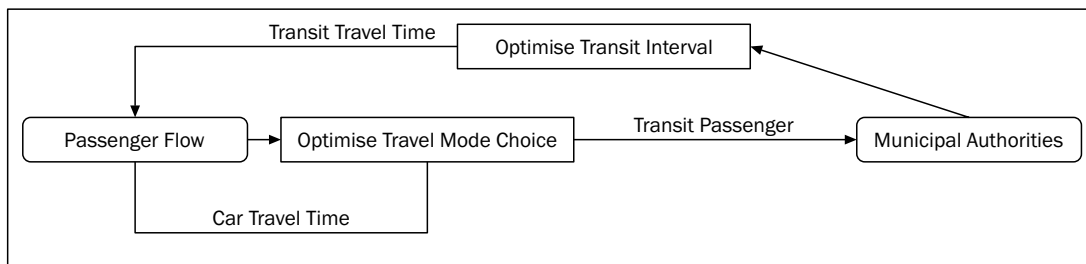 Transit Travel Time
Optimise Transit Interval
Passenger Flow
Optimise Travel Mode Choice
Transit Passenger
Municipal Authorities
Car Travel Time